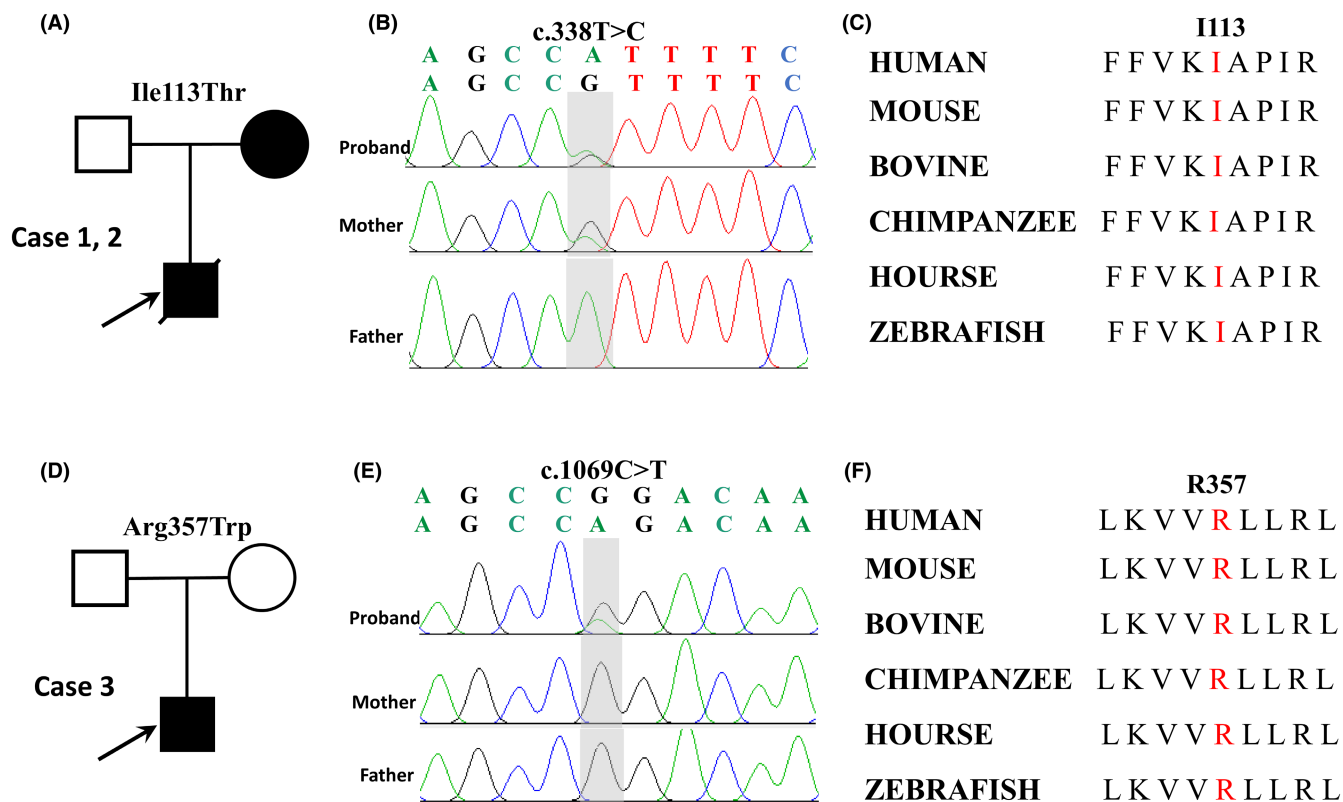 (A)
Ile113Thr
Case 1, 2
(B)
c.338T>C
A G C C A T T T T C
A G C C G T T T T C
Proband
Mother
Father
(C)
I113
HUMAN F F V K I A P I R
MOUSE F F V K I A P I R
BOVINE F F V K I A P I R
CHIMPANZEE F F V K I A P I R
HOURSE F F V K I A P I R
ZEBRAFISH F F V K I A P I R
(D)
Arg357Trp
Case 3
(E)
c.1069C>T
A G C C G G A C A A
A G C C A G A C A A
Proband
Mother
Father
(F)
R357
HUMAN L K V V R L L R L
MOUSE L K V V R L L R L
BOVINE L K V V R L L R L
CHIMPANZEE L K V V R L L R L
HOURSE L K V V R L L R L
ZEBRAFISH L K V V R L L R L